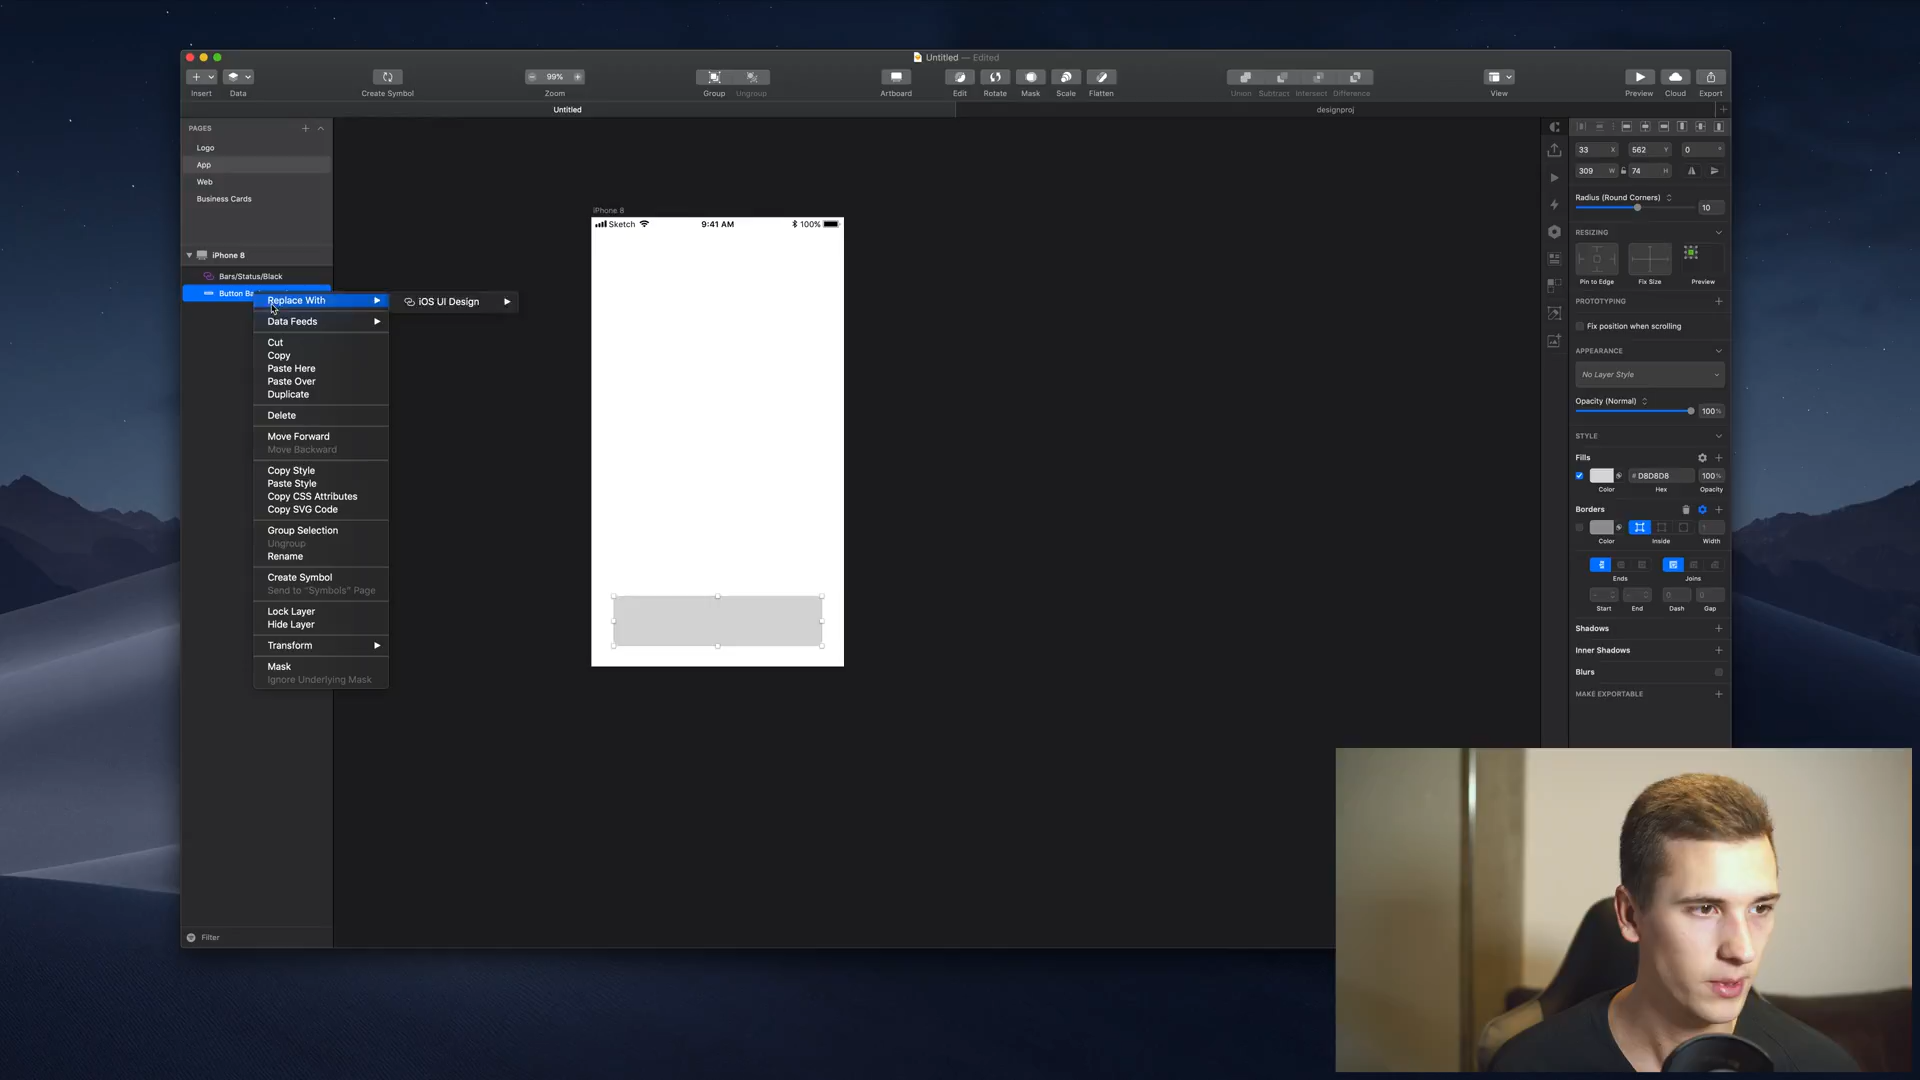 Untitled — Edited
Insert
Data
Create Symbol
99%
Zoom
Group
Ungroup
Artboard
Edit
Rotate
Mask
Scale
Flatten
Union
Subtract
Intersect
Difference
View
Preview
Cloud
Export
Untitled
designproj
PAGES
Logo
App
Web
Business Cards
iPhone 8
Bars/Status/Black
Button Ba
Replace With
iOS UI Design
Data Feeds
Cut
Copy
Paste Here
Paste Over
Duplicate
Delete
Move Forward
Move Backward
Copy Style
Paste Style
Copy CSS Attributes
Copy SVG Code
Group Selection
Ungroup
Rename
Create Symbol
Send to "Symbols" Page
Lock Layer
Hide Layer
Transform
Mask
Ignore Underlying Mask
Filter
iPhone 8
Sketch
9:41 AM
100%
33 X
562 Y
0 °
309 W
74 H
Radius (Round Corners)
10
RESIZING
Pin to Edge
Fix Size
Preview
PROTOTYPING
Fix position when scrolling
APPEARANCE
No Layer Style
Opacity (Normal)
100%
STYLE
Fills
# D8D8D8
100%
Color
Hex
Opacity
Borders
1
Color
Inside
Width
Ends
Joins
-
-
0
0
Start
End
Dash
Gap
Shadows
Inner Shadows
Blurs
MAKE EXPORTABLE